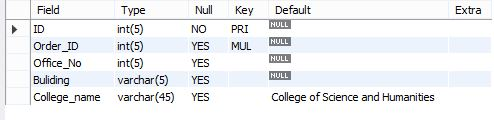 Field Type Null Key Default Extra
ID int(5) NO PRI NULL
Order_ID int(5) YES MUL NULL
Office_No int(5) YES NULL
Buliding varchar(5) YES NULL
College_name varchar(45) YES College of Science and Humanities